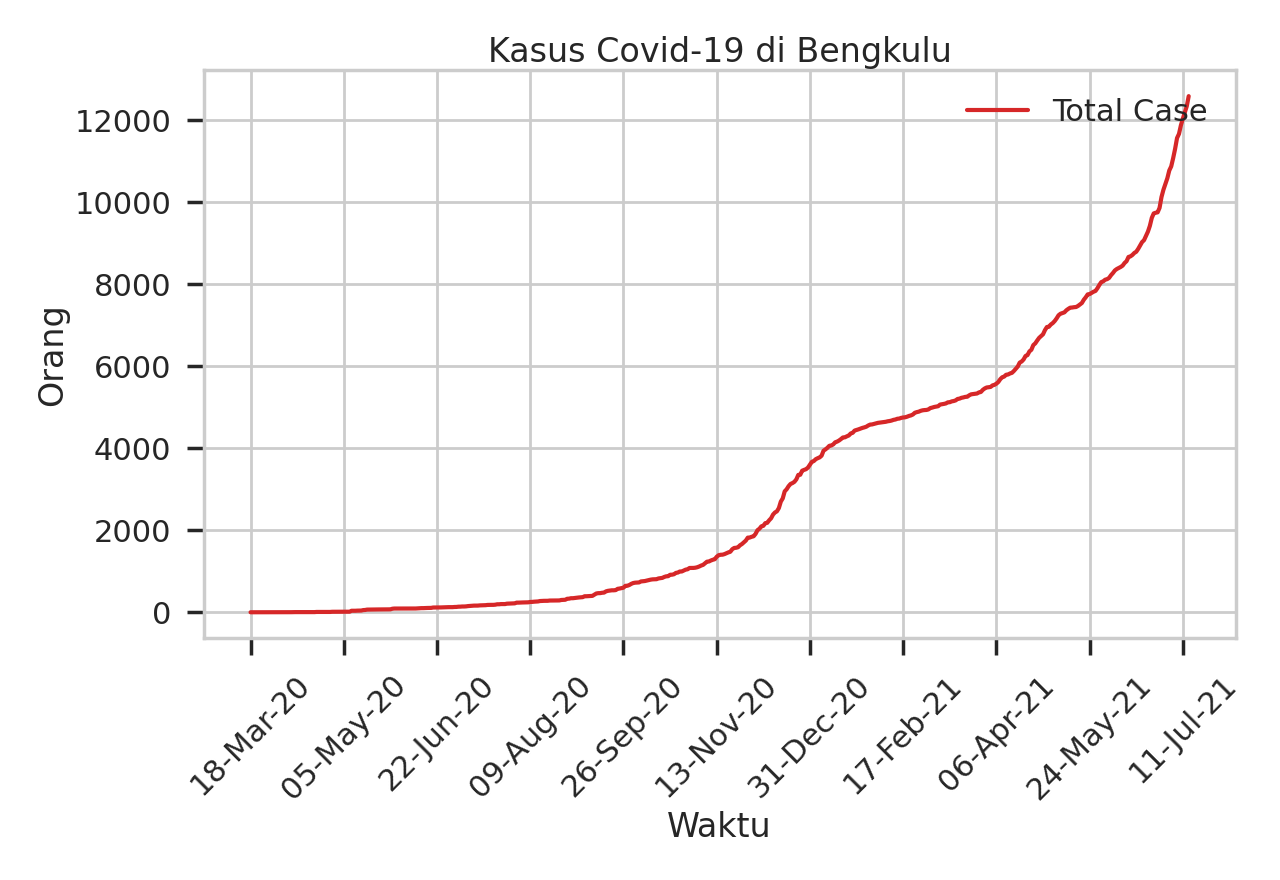 Kasus Covid-19 di Bengkulu
Total Case
12000
10000
8000
6000
4000
2000
0
Orang
18-Mar-20
05-May-20
22-Jun-20
09-Aug-20
26-Sep-20
13-Nov-20
31-Dec-20
17-Feb-21
06-Apr-21
24-May-21
11-Jul-21
Waktu